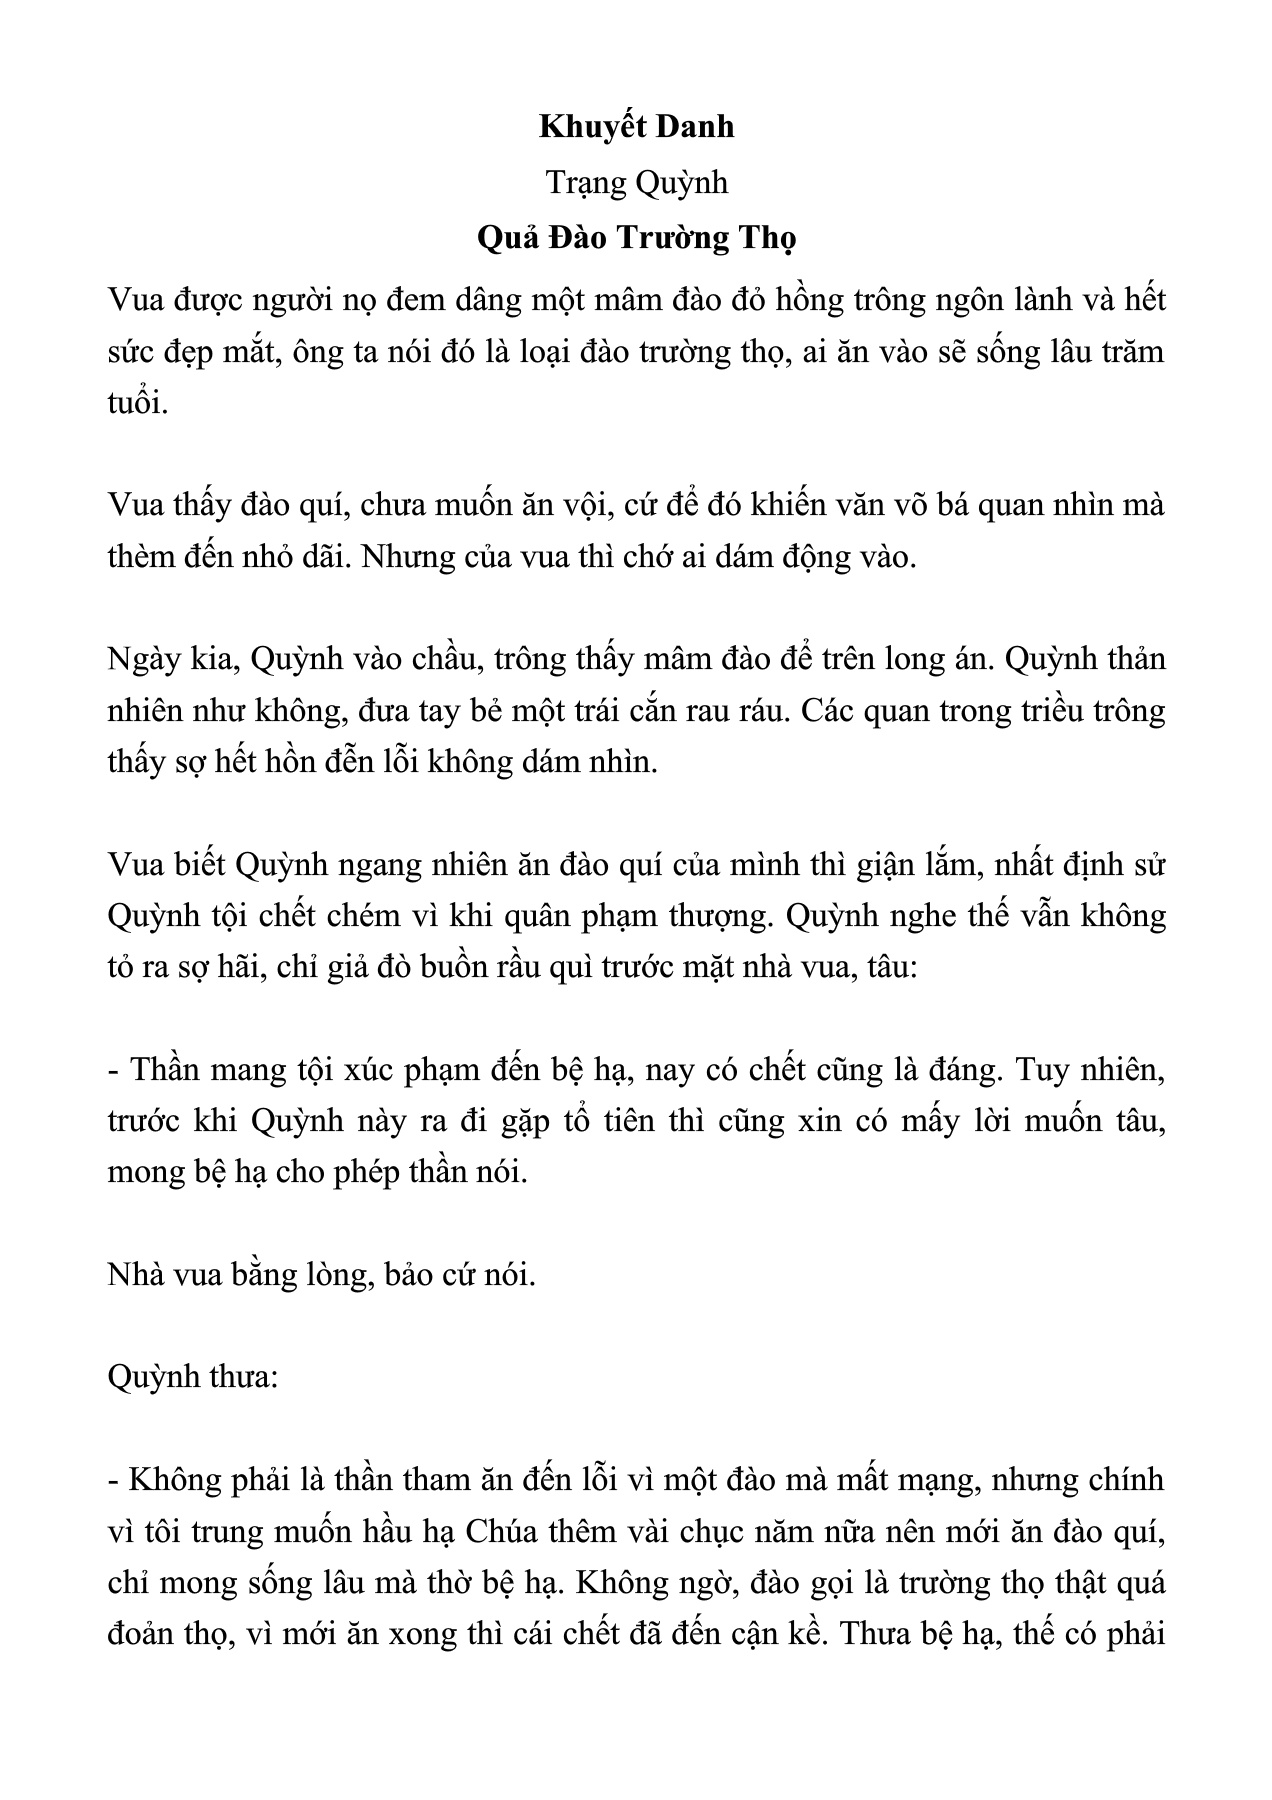 Khuyết Danh
Trạng Quỳnh
Quả Đào Trường Thọ
Vua được người nọ đem dâng một mâm đào đỏ hồng trông ngôn lành và hết
sức đẹp mắt, ông ta nói đó là loại đào trường thọ, ai ăn vào sẽ sống lâu trăm
tuổi.
Vua thấy đào quí, chưa muốn ăn vội, cứ để đó khiến văn võ bá quan nhìn mà
thèm đến nhỏ dãi. Nhưng của vua thì chớ ai dám động vào.
Ngày kia, Quỳnh vào chầu, trông thấy mâm đào để trên long án. Quỳnh thản
nhiên như không, đưa tay bẻ một trái cắn rau ráu. Các quan trong triều trông
thấy sợ hết hồn đễn lỗi không dám nhìn.
Vua biết Quỳnh ngang nhiên ăn đào quí của mình thì giận lắm, nhất định sử
Quỳnh tội chết chém vì khi quân phạm thượng. Quỳnh nghe thế vẫn không
tỏ ra sợ hãi, chỉ giả đò buồn rầu quì trước mặt nhà vua, tâu:
- Thần mang tội xúc phạm đến bệ hạ, nay có chết cũng là đáng. Tuy nhiên,
trước khi Quỳnh này ra đi gặp tổ tiên thì cũng xin có mấy lời muốn tâu,
mong bệ hạ cho phép thần nói.
Nhà vua bằng lòng, bảo cứ nói.
Quỳnh thưa:
- Không phải là thần tham ăn đến lỗi vì một đào mà mất mạng, nhưng chính
vì tôi trung muốn hầu hạ Chúa thêm vài chục năm nữa nên mới ăn đào quí,
chỉ mong sống lâu mà thờ bệ hạ. Không ngờ, đào gọi là trường thọ thật quá
đoản thọ, vì mới ăn xong thì cái chết đã đến cận kề. Thưa bệ hạ, thế có phải